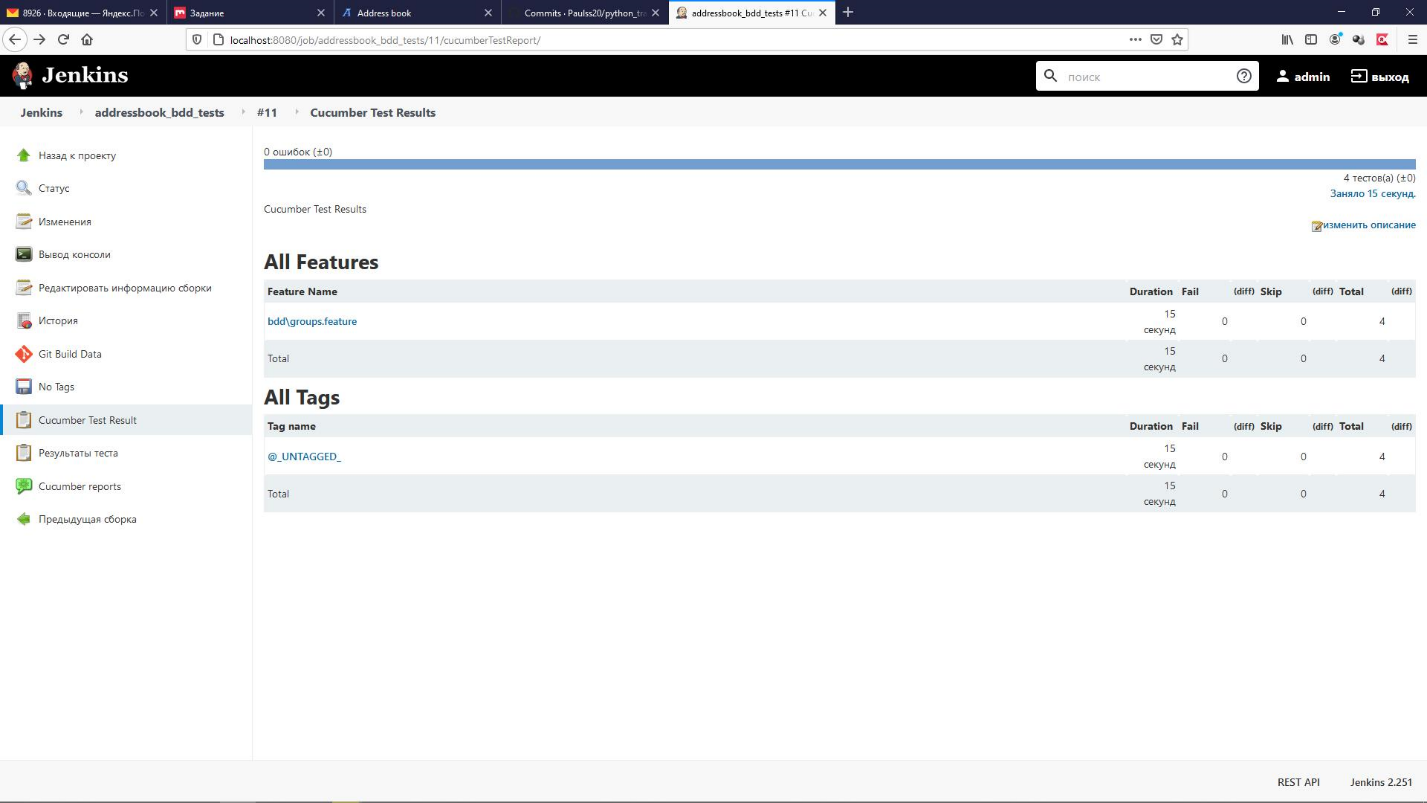 8926 · Входящие — Яндекс.По
Задание
Address book
Commits · Paulss20/python_tra
addressbook_bdd_tests #11 Cu
localhost:8080/job/addressbook_bdd_tests/11/cucumberTestReport/
Jenkins
поиск
admin
выход
Jenkins
addressbook_bdd_tests
#11
Cucumber Test Results
Назад к проекту
Статус
Изменения
Вывод консоли
Редактировать информацию сборки
История
Git Build Data
No Tags
Cucumber Test Result
Результаты теста
Cucumber reports
Предыдущая сборка
0 ошибок (±0)
4 тестов(а) (±0)
Заняло 15 секунд.
Cucumber Test Results
изменить описание
All Features
Feature Name Duration Fail (diff) Skip (diff) Total (diff)
bdd\groups.feature 15 секунд 0 0 4
Total 15 секунд 0 0 4
All Tags
Tag name Duration Fail (diff) Skip (diff) Total (diff)
@_UNTAGGED_ 15 секунд 0 0 4
Total 15 секунд 0 0 4
REST API
Jenkins 2.251